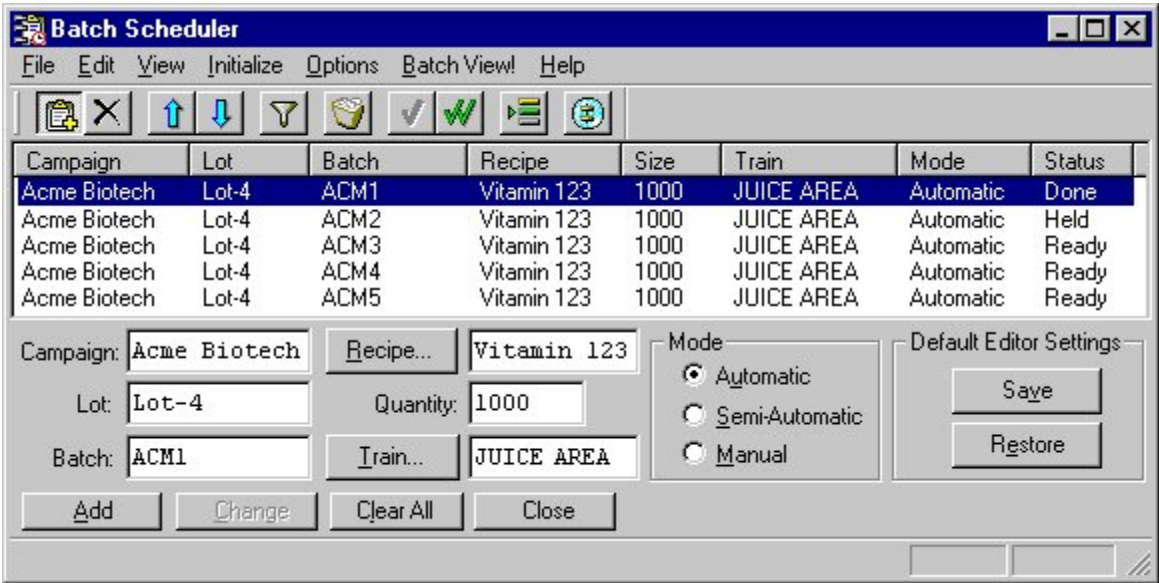 Batch Scheduler
File Edit View Initialize Options Batch View! Help
Campaign Lot Batch Recipe Size Train Mode Status
Acme Biotech Lot-4 ACM1 Vitamin 123 1000 JUICE AREA Automatic Done
Acme Biotech Lot-4 ACM2 Vitamin 123 1000 JUICE AREA Automatic Held
Acme Biotech Lot-4 ACM3 Vitamin 123 1000 JUICE AREA Automatic Ready
Acme Biotech Lot-4 ACM4 Vitamin 123 1000 JUICE AREA Automatic Ready
Acme Biotech Lot-4 ACM5 Vitamin 123 1000 JUICE AREA Automatic Ready
Campaign: Acme Biotech Recipe... Vitamin 123 Mode Default Editor Settings
Automatic Save
Lot: Lot-4 Quantity: 1000 Semi-Automatic
Batch: ACM1 Train... JUICE AREA Manual Restore
Add Change Clear All Close